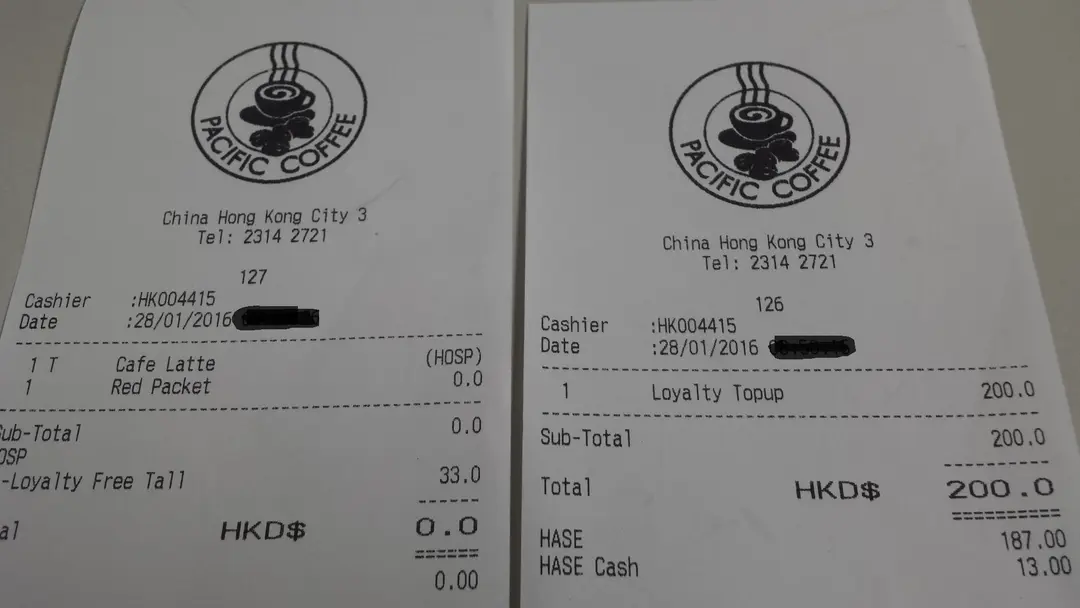 PACIFIC COFFEE
China Hong Kong City 3
Tel: 2314 2721
127
Cashier :HK004415
Date :28/01/2016
1 T Cafe Latte (HOSP)
1 Red Packet 0.0
Sub-Total 0.0
OSP
-Loyalty Free Tall 33.0
al HKD$ 0.0
0.00
PACIFIC COFFEE
China Hong Kong City 3
Tel: 2314 2721
126
Cashier :HK004415
Date :28/01/2016
1 Loyalty Topup 200.0
Sub-Total 200.0
Total HKD$ 200.0
HASE 187.00
HASE Cash 13.00